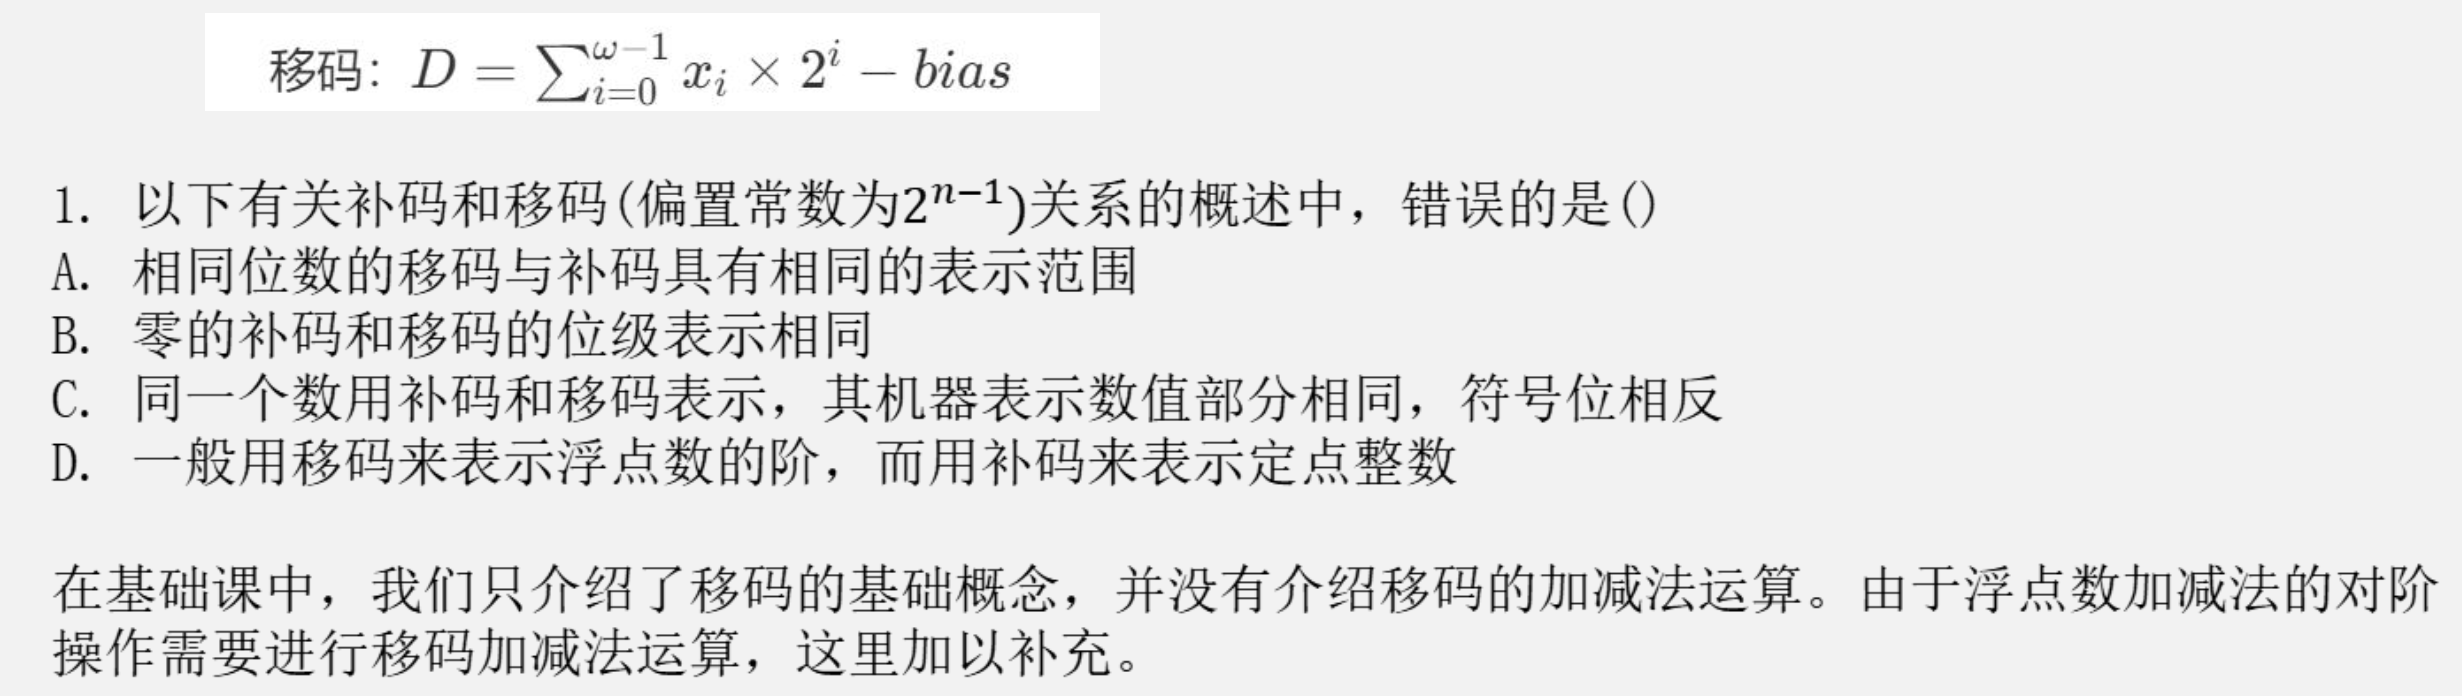 移码：$D = \sum_{i=0}^{\omega-1} x_i \times 2^i - bias$
1. 以下有关补码和移码(偏置常数为$2^{n-1}$)关系的概述中，错误的是()
A. 相同位数的移码与补码具有相同的表示范围
B. 零的补码和移码的位级表示相同
C. 同一个数用补码和移码表示，其机器表示数值部分相同，符号位相反
D. 一般用移码来表示浮点数的阶，而用补码来表示定点整数
在基础课中，我们只介绍了移码的基础概念，并没有介绍移码的加减法运算。由于浮点数加减法的对阶
操作需要进行移码加减法运算，这里加以补充。